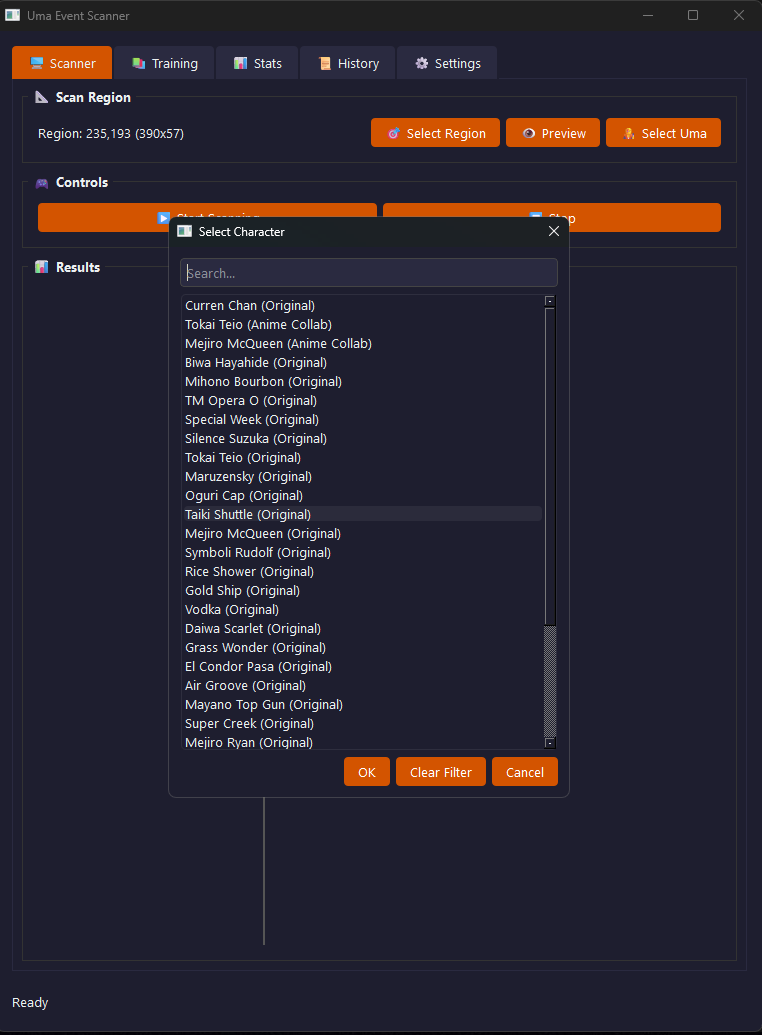 Uma Event Scanner
Scanner Training Stats History Settings
Scan Region
Region: 235,193 (390x57) Select Region Preview Select Uma
Controls
Start Scanning Stop
Select Character
Results
Search...
Curren Chan (Original)
Tokai Teio (Anime Collab)
Mejiro McQueen (Anime Collab)
Biwa Hayahide (Original)
Mihono Bourbon (Original)
TM Opera O (Original)
Special Week (Original)
Silence Suzuka (Original)
Tokai Teio (Original)
Maruzensky (Original)
Oguri Cap (Original)
Taiki Shuttle (Original)
Mejiro McQueen (Original)
Symboli Rudolf (Original)
Rice Shower (Original)
Gold Ship (Original)
Vodka (Original)
Daiwa Scarlet (Original)
Grass Wonder (Original)
El Condor Pasa (Original)
Air Groove (Original)
Mayano Top Gun (Original)
Super Creek (Original)
Mejiro Ryan (Original)
OK Clear Filter Cancel
Ready